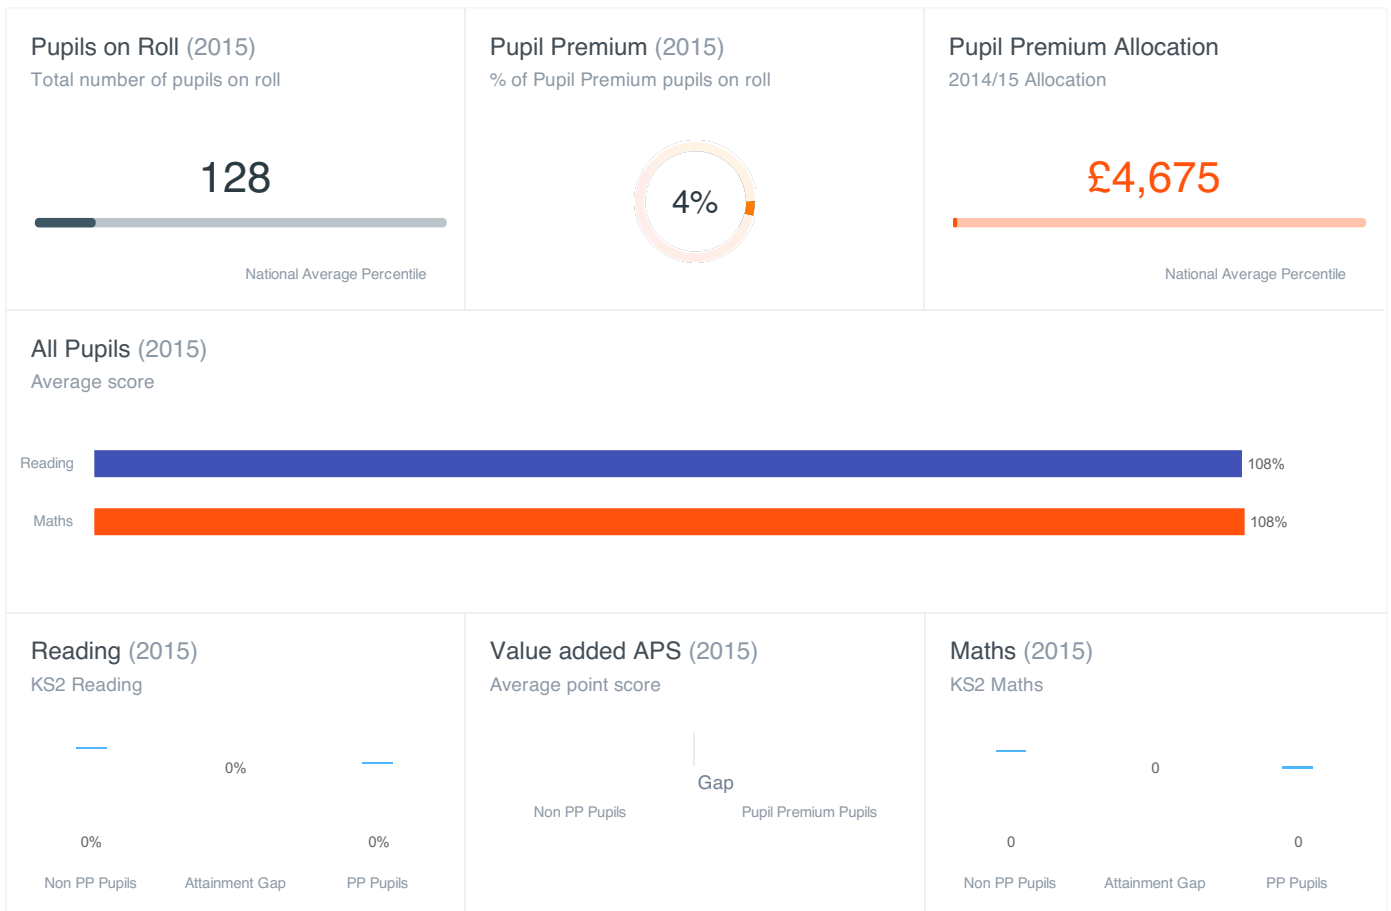 Pupils on Roll (2015)
Total number of pupils on roll
128
National Average Percentile
Pupil Premium (2015)
% of Pupil Premium pupils on roll
4%
Pupil Premium Allocation
2014/15 Allocation
£4,675
National Average Percentile
All Pupils (2015)
Average score
Reading 108%
Maths 108%
Reading (2015)
KS2 Reading
0%
0% 0%
Non PP Pupils Attainment Gap PP Pupils
Value added APS (2015)
Average point score
Gap
Non PP Pupils Pupil Premium Pupils
Maths (2015)
KS2 Maths
0
0 0
Non PP Pupils Attainment Gap PP Pupils